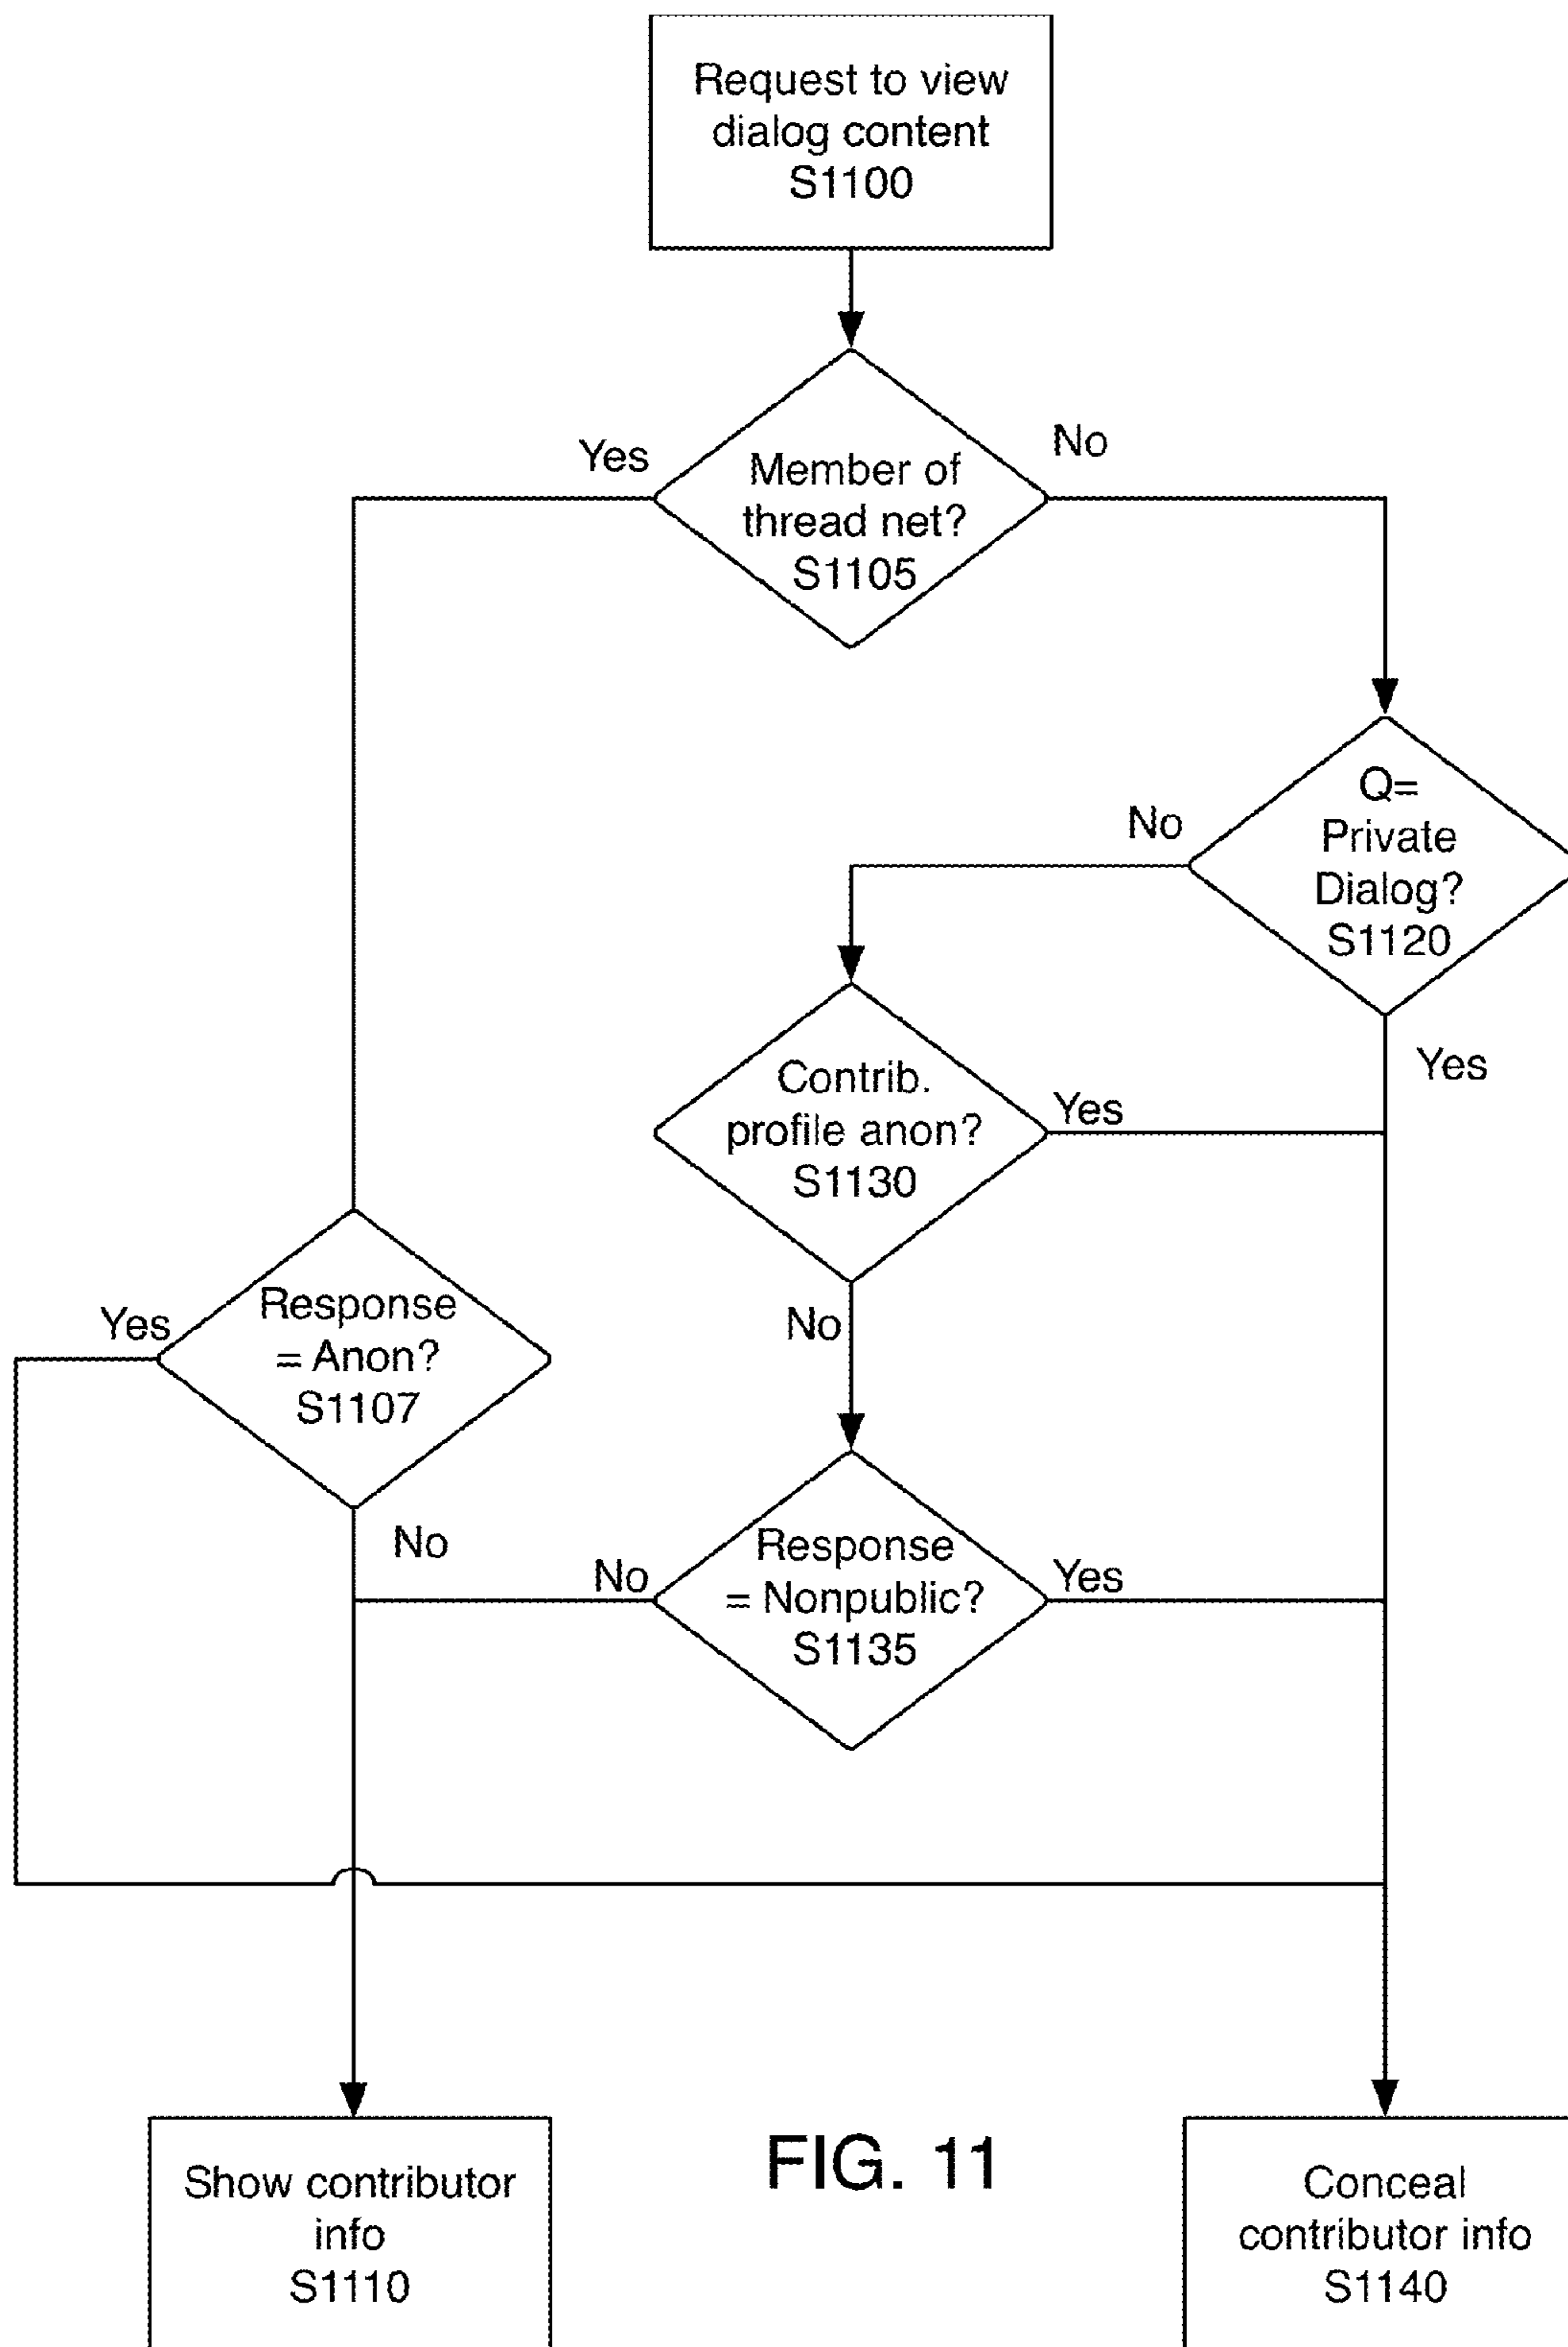 Request to view
dialog content
S1100
Yes
No
Member of
thread net?
S1105
Q=
Private
Dialog?
S1120
No
Yes
Contrib.
profile anon?
S1130
Yes
No
Response
= Anon?
S1107
Yes
No
Response
= Nonpublic?
S1135
No
Yes
Show contributor
info
S1110
FIG. 11
Conceal
contributor info
S1140